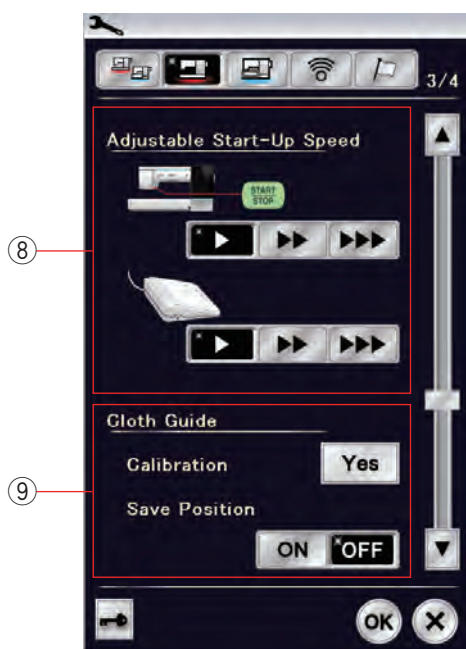 3/4
Adjustable Start-Up Speed
START
STOP
⑧
Cloth Guide
Calibration Yes
⑨
Save Position
ON OFF
OK